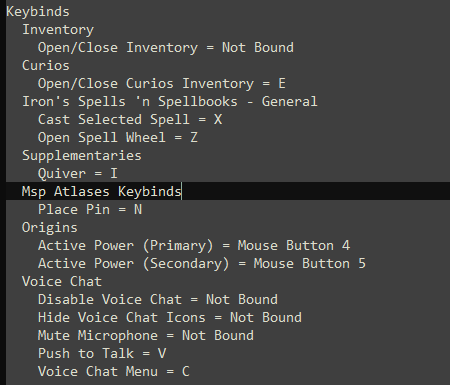 Keybinds
Inventory
Open/Close Inventory = Not Bound
Curios
Open/Close Curios Inventory = E
Iron's Spells 'n Spellbooks - General
Cast Selected Spell = X
Open Spell Wheel = Z
Supplementaries
Quiver = I
Msp Atlases Keybinds
Place Pin = N
Origins
Active Power (Primary) = Mouse Button 4
Active Power (Secondary) = Mouse Button 5
Voice Chat
Disable Voice Chat = Not Bound
Hide Voice Chat Icons = Not Bound
Mute Microphone = Not Bound
Push to Talk = V
Voice Chat Menu = C